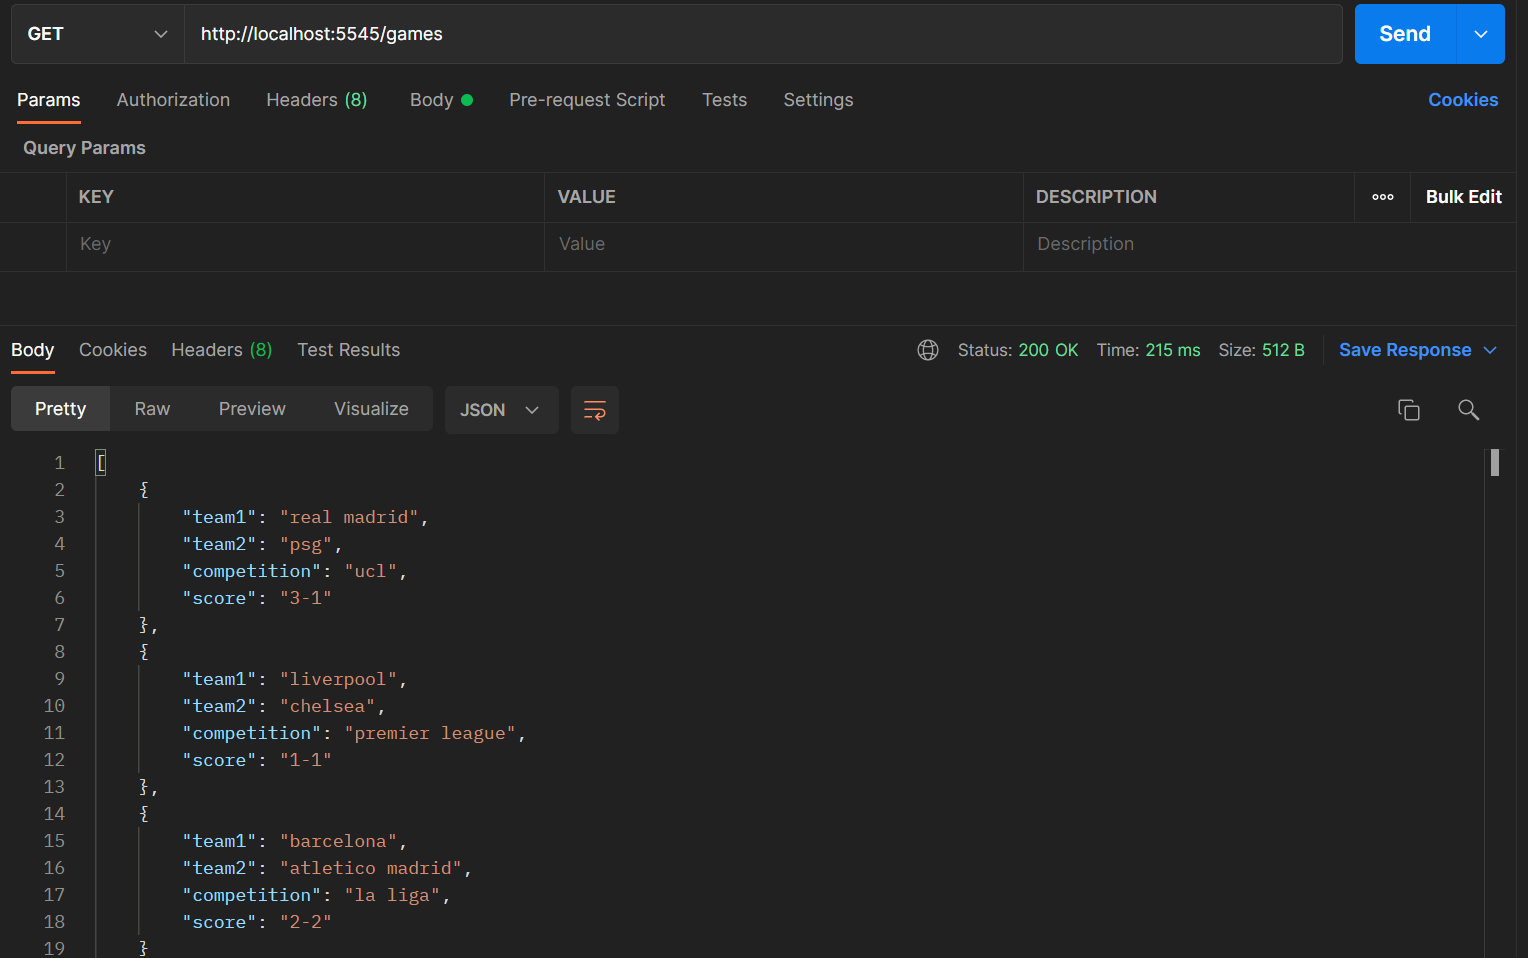 GET http://localhost:5545/games Send
Params Authorization Headers (8) Body Pre-request Script Tests Settings Cookies
Query Params
KEY VALUE DESCRIPTION ooo Bulk Edit
Key Value Description
Body Cookies Headers (8) Test Results Status: 200 OK Time: 215 ms Size: 512 B Save Response
Pretty Raw Preview Visualize JSON
1 [
2 {
3 "team1": "real madrid",
4 "team2": "psg",
5 "competition": "ucl",
6 "score": "3-1"
7 },
8 {
9 "team1": "liverpool",
10 "team2": "chelsea",
11 "competition": "premier league",
12 "score": "1-1"
13 },
14 {
15 "team1": "barcelona",
16 "team2": "atletico madrid",
17 "competition": "la liga",
18 "score": "2-2"
19 }